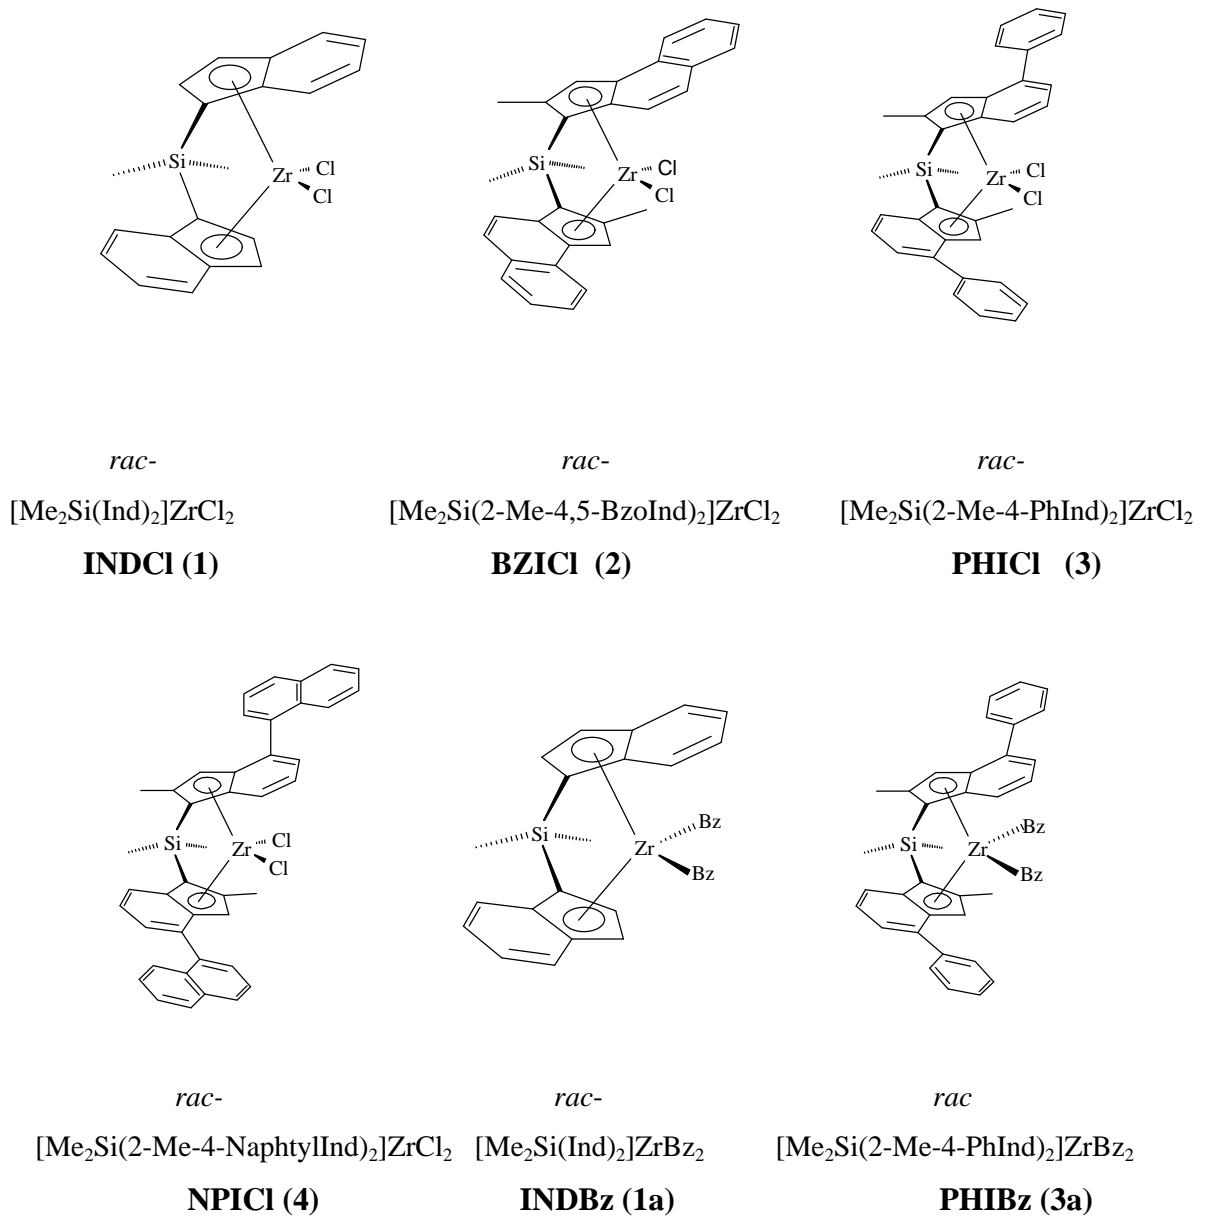 Si Zr Cl Cl
Si Zr Cl Cl
Si Zr Cl Cl
rac- rac- rac-
[Me₂Si(Ind)₂]ZrCl₂ [Me₂Si(2-Me-4,5-BzoInd)₂]ZrCl₂ [Me₂Si(2-Me-4-PhInd)₂]ZrCl₂
INDCl (1) BZICl (2) PHICl (3)
Si Zr Cl Cl
Si Zr Bz Bz
Si Zr Bz Bz
rac- rac- rac
[Me₂Si(2-Me-4-NaphtylInd)₂]ZrCl₂ [Me₂Si(Ind)₂]ZrBz₂ [Me₂Si(2-Me-4-PhInd)₂]ZrBz₂
NPICl (4) INDBz (1a) PHIBz (3a)